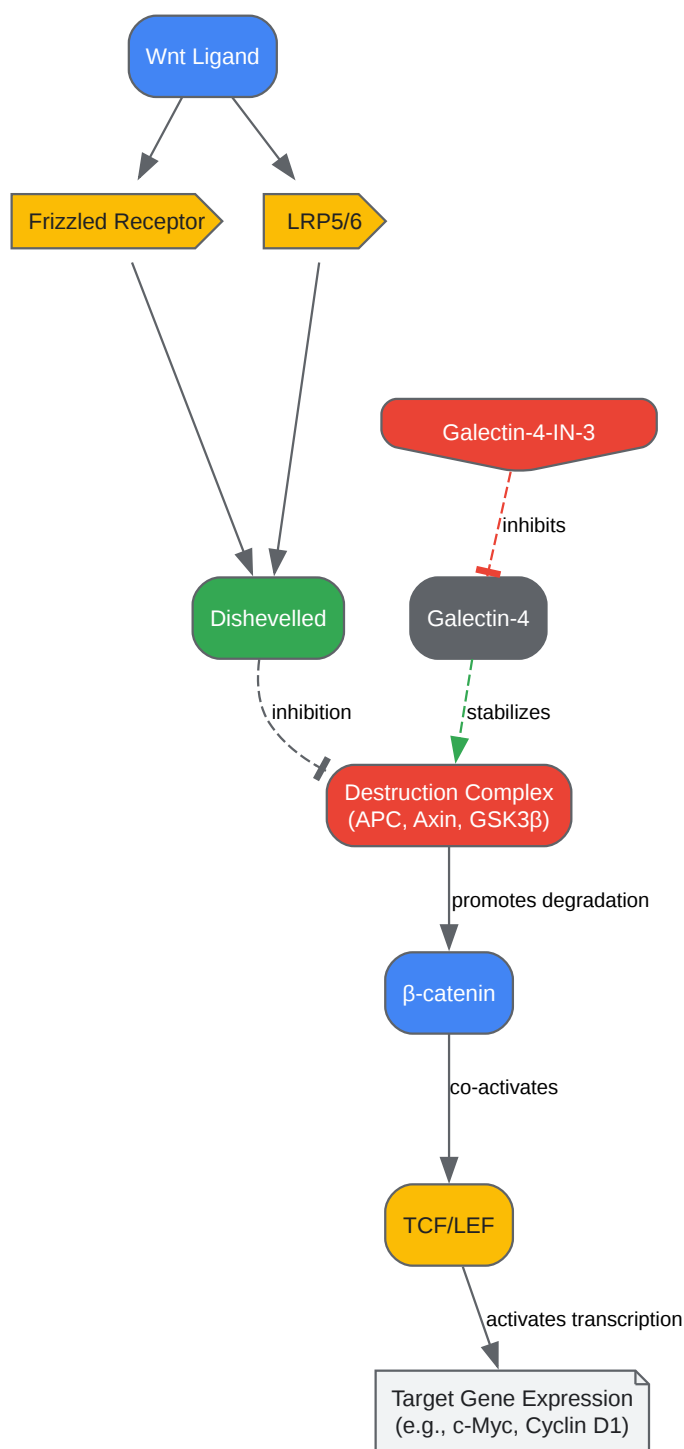 Wnt Ligand
Frizzled Receptor
LRP5/6
Galectin-4-IN-3
inhibits
Dishevelled
Galectin-4
inhibition
stabilizes
Destruction Complex
(APC, Axin, GSK3β)
promotes degradation
β-catenin
co-activates
TCF/LEF
activates transcription
Target Gene Expression
(e.g., c-Myc, Cyclin D1)